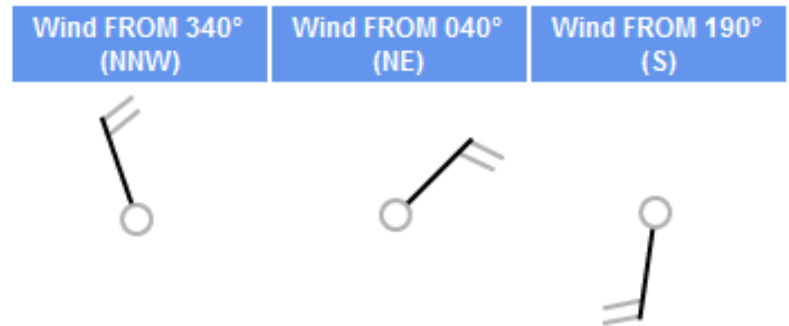 Wind FROM 340°
(NNW)
Wind FROM 040°
(NE)
Wind FROM 190°
(S)